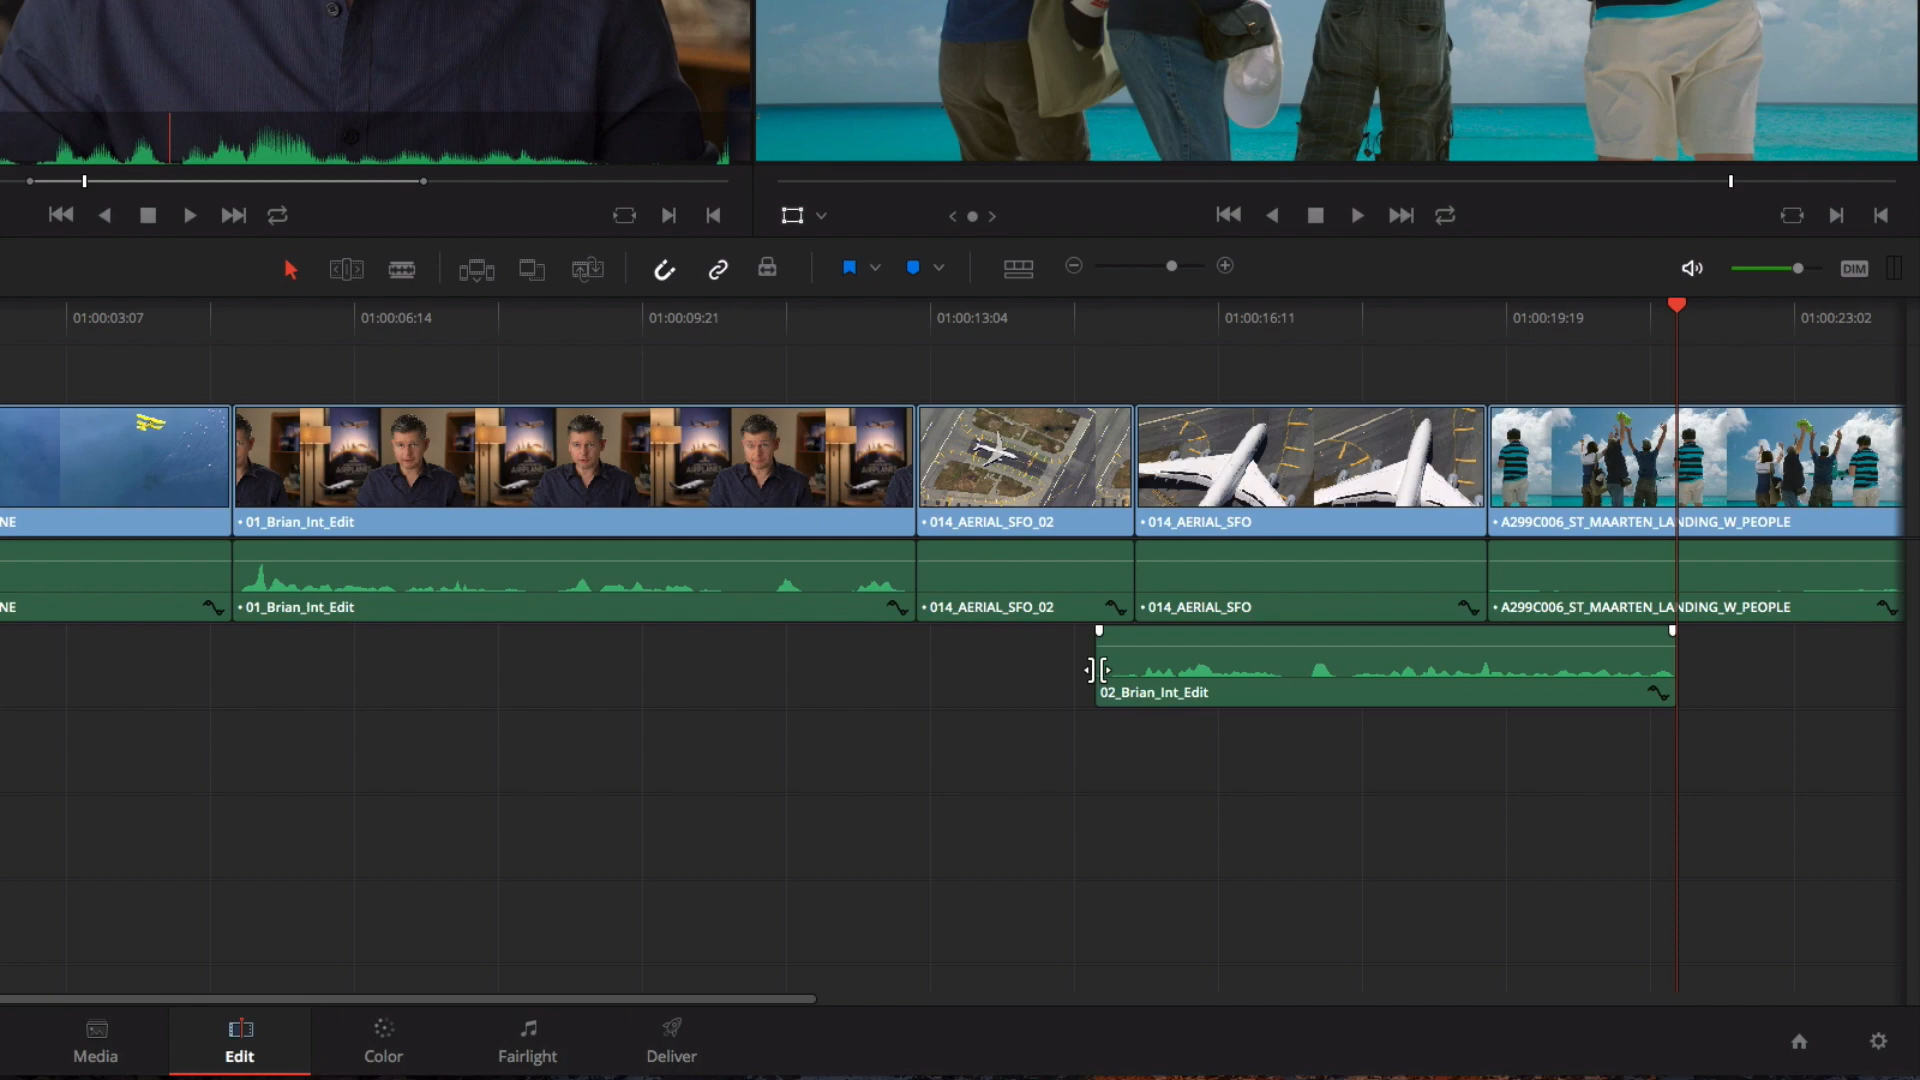 DIM
01:00:03:07
01:00:06:14
01:00:09:21
01:00:13:04
01:00:16:11
01:00:19:19
01:00:23:02
AIRPLANES
NE
• 01_Brian_Int_Edit
• 014_AERIAL_SFO_02
• 014_AERIAL_SFO
• A299C006_ST_MAARTEN_LANDING_W_PEOPLE
NE
• 01_Brian_Int_Edit
• 014_AERIAL_SFO_02
• 014_AERIAL_SFO
• A299C006_ST_MAARTEN_LANDING_W_PEOPLE
02_Brian_Int_Edit
Media
Edit
Color
Fairlight
Deliver